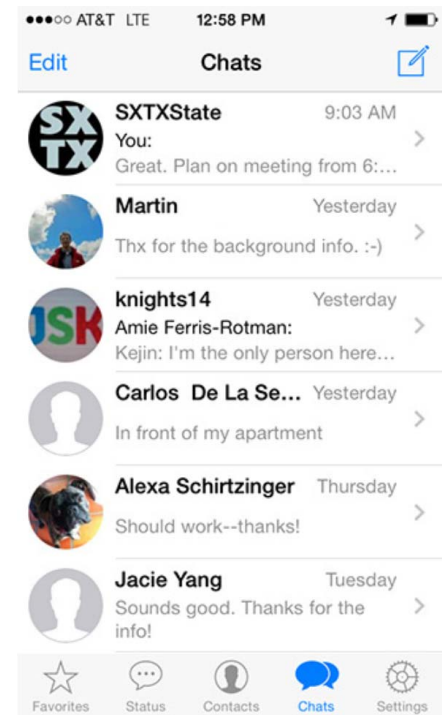 AT&T LTE 12:58 PM
Edit Chats
SX
TX
SXTXState 9:03 AM
You:
Great. Plan on meeting from 6:...
Martin Yesterday
Thx for the background info. :-)
JSK
knights14 Yesterday
Amie Ferris-Rotman:
Kejin: I'm the only person here...
Carlos De La Se... Yesterday
In front of my apartment
Alexa Schirtzinger Thursday
Should work--thanks!
Jacie Yang Tuesday
Sounds good. Thanks for the
info!
Favorites Status Contacts Chats Settings